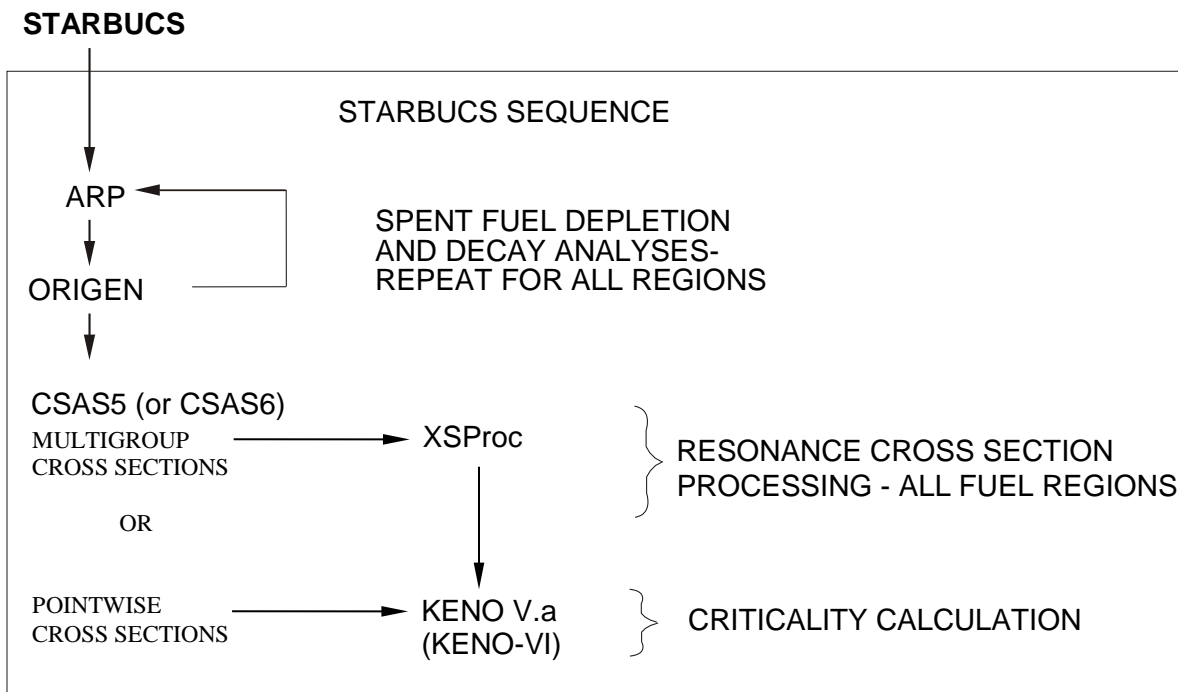 STARBUCS
STARBUCS SEQUENCE
ARP
SPENT FUEL DEPLETION
AND DECAY ANALYSES-
REPEAT FOR ALL REGIONS
ORIGEN
CSAS5 (or CSAS6)
MULTIGROUP
CROSS SECTIONS
XSProc
RESONANCE CROSS SECTION
PROCESSING - ALL FUEL REGIONS
OR
POINTWISE
CROSS SECTIONS
KENO V.a
(KENO-VI)
CRITICALITY CALCULATION